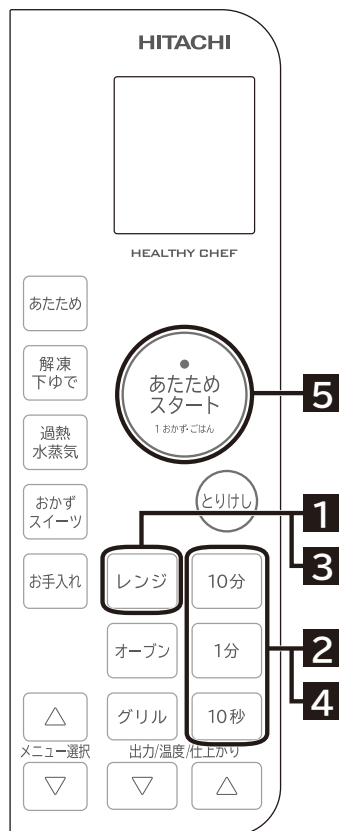 HITACHI
HEALTHY CHEF
あたため
解凍
下ゆで
過熱
水蒸気
おかず
スイーツ
お手入れ
あたため
スタート
1 おかず・ごはん
5
とりけし
1
3
レンジ
10分
オーブン
1分
2
4
グリル
10秒
△
メニュー選択
出力/温度/仕上がり
▽
▽
△